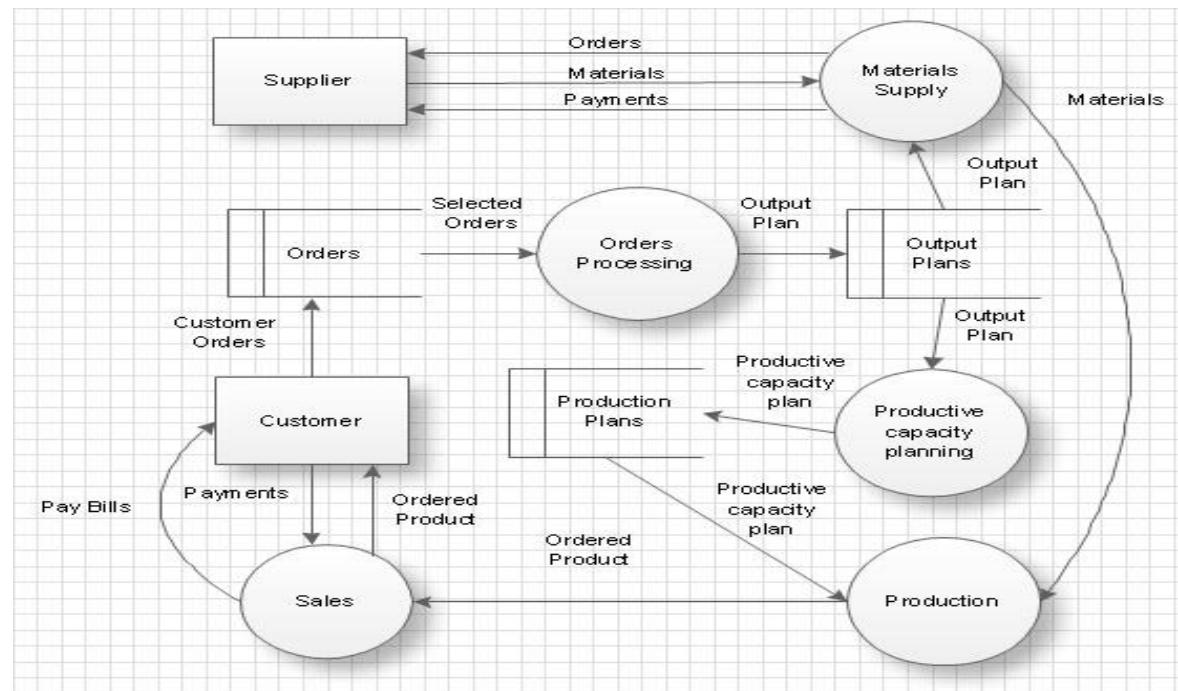 Orders
Supplier
Materials
Payments
Materials
Supply
Materials
Output
Plan
Selected
Orders
Output
Plan
Orders
Orders
Processing
Output
Plans
Customer
Orders
Output
Plan
Productive
capacity
plan
Customer
Production
Plans
Productive
capacity
planning
Pay Bills
Payments
Ordered
Product
Productive
capacity
plan
Ordered
Product
Sales
Production